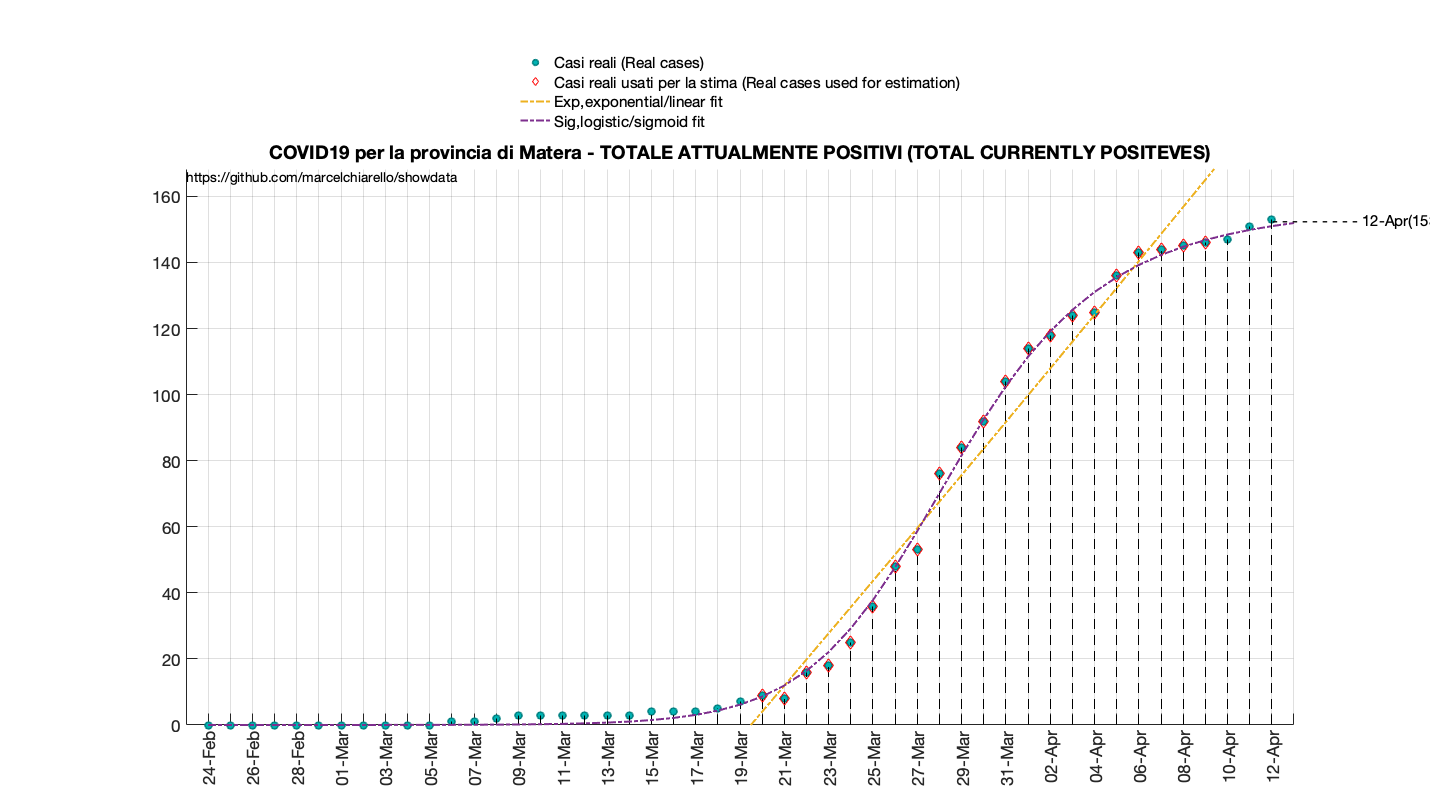 Casi reali (Real cases)
Casi reali usati per la stima (Real cases used for estimation)
Exp,exponential/linear fit
Sig,logistic/sigmoid fit
COVID19 per la provincia di Matera - TOTALE ATTUALMENTE POSITIVI (TOTAL CURRENTLY POSITEVES)
https://github.com/marcelchiarello/showdata
160
12-Apr(153
140
120
100
80
60
40
20
0
24-Feb
26-Feb
28-Feb
01-Mar
03-Mar
05-Mar
07-Mar
09-Mar
11-Mar
13-Mar
15-Mar
17-Mar
19-Mar
21-Mar
23-Mar
25-Mar
27-Mar
29-Mar
31-Mar
02-Apr
04-Apr
06-Apr
08-Apr
10-Apr
12-Apr